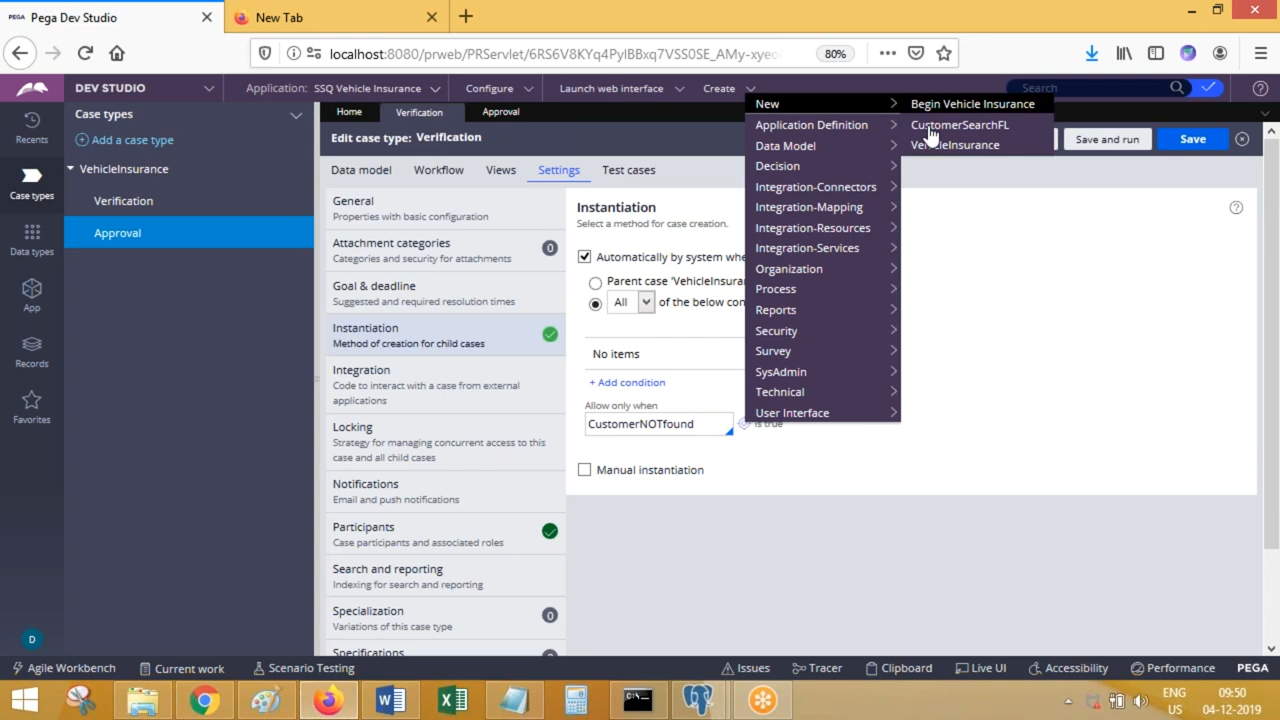 PEGA Pega Dev Studio
New Tab
localhost:8080/prweb/PRServlet/6RS6V8KYq4PyIBBxq7VSS0SE_AMy-xyeo
80%
DEV STUDIO
Application: SSQ Vehicle Insurance
Configure
Launch web interface
Create
Search
Recents
Case types
Data types
App
Records
Favorites
D
Case types
Add a case type
VehicleInsurance
Verification
Approval
Home
Verification
Approval
Edit case type: Verification
Save and run
Save
Data model
Workflow
Views
Settings
Test cases
General
Properties with basic configuration
Attachment categories
Categories and security for attachments
0
Goal & deadline
Suggested and required resolution times
Instantiation
Method of creation for child cases
Integration
Code to interact with a case from external
applications
Locking
Strategy for managing concurrent access to this
case and all child cases
Notifications
Email and push notifications
Participants
Case participants and associated roles
Search and reporting
Indexing for search and reporting
Specialization
Variations of this case type
0
Specifications
Instantiation
Select a method for case creation.
Automatically by system whe
Parent case 'VehicleInsuran
All of the below con
No items
+ Add condition
Allow only when
CustomerNOTfound
is true
Manual instantiation
New
Application Definition
Data Model
Decision
Integration-Connectors
Integration-Mapping
Integration-Resources
Integration-Services
Organization
Process
Reports
Security
Survey
SysAdmin
Technical
User Interface
Begin Vehicle Insurance
CustomerSearchFL
VehicleInsurance
Agile Workbench
Current work
Scenario Testing
Issues
Tracer
Clipboard
Live UI
Accessibility
Performance
PEGA
ENG
US
09:50
04-12-2019